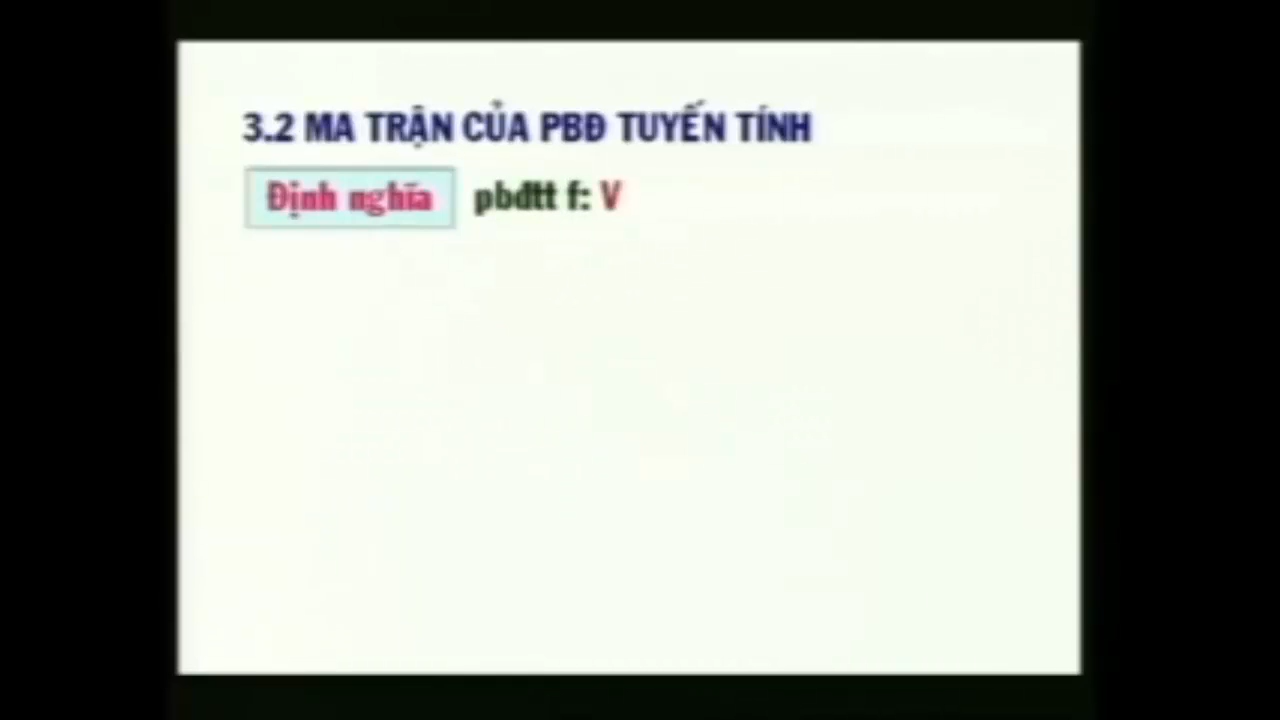 3.2 MA TRẬN CỦA PBĐ TUYẾN TÍNH
Định nghĩa pbđtt f: V